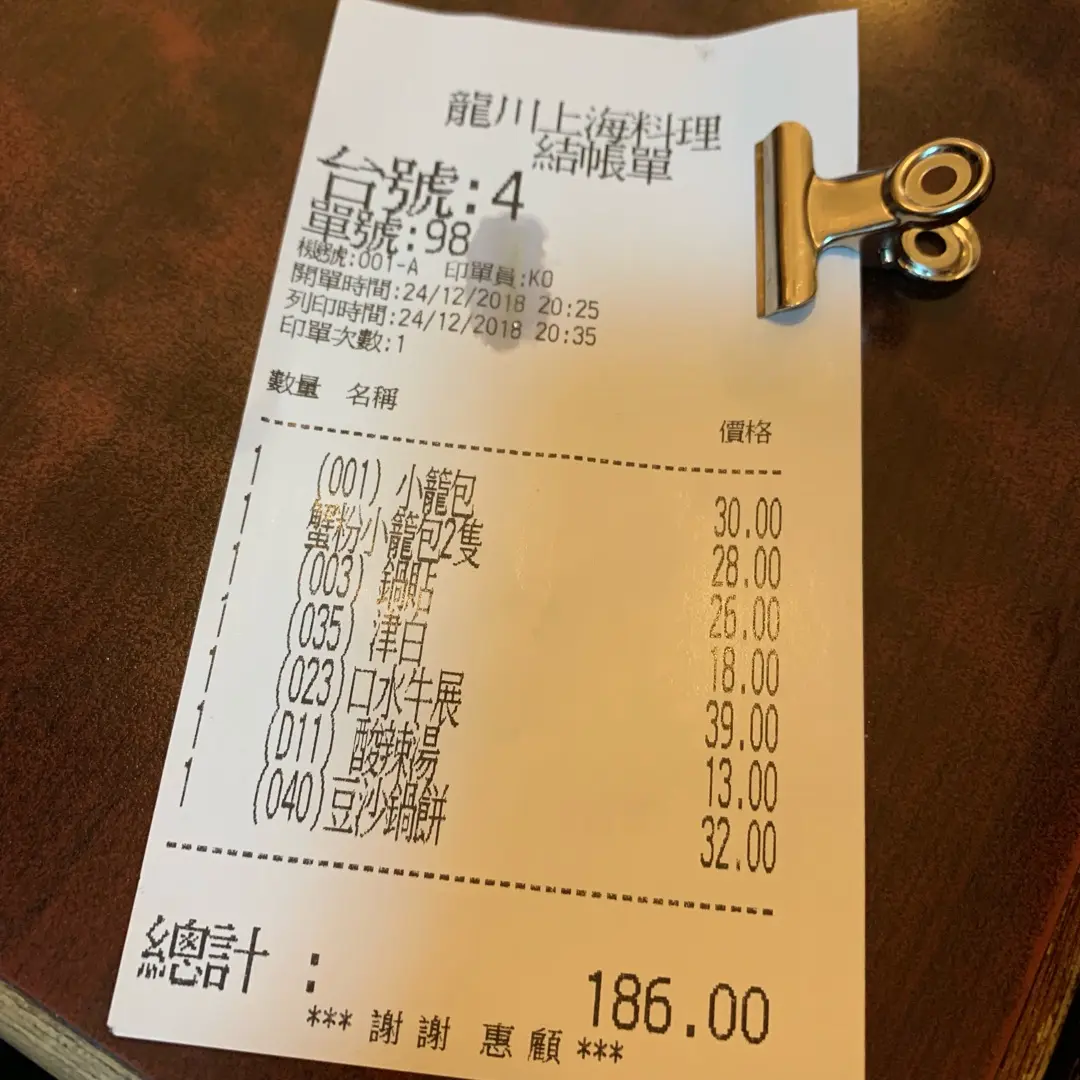 龍川上海料理
結帳單
台號:4
單號:98
機號:001-A 印單員:KO
開單時間:24/12/2018 20:25
列印時間:24/12/2018 20:35
印單次數:1
數量 名稱 價格
1 (001) 小籠包 30.00
1 蟹粉小籠包2隻 28.00
1 (003) 鍋貼 26.00
1 (035) 津白 18.00
1 (023) 口水牛展 39.00
1 (D11) 酸辣湯 13.00
1 (040) 豆沙鍋餅 32.00
總計 : 186.00
*** 謝謝 惠顧 ***